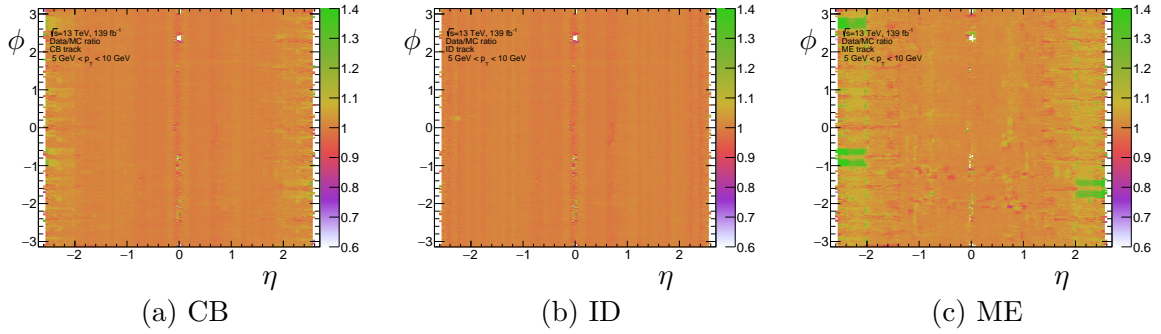 φ
3
2
1
0
−1
−2
−3
√s=13 TeV, 139 fb⁻¹
Data/MC ratio
CB track
5 GeV < p_T < 10 GeV
−2 −1 0 1 2
η
1.4
1.3
1.2
1.1
1
0.9
0.8
0.7
0.6
(a) CB
φ
3
2
1
0
−1
−2
−3
√s=13 TeV, 139 fb⁻¹
Data/MC ratio
ID track
5 GeV < p_T < 10 GeV
−2 −1 0 1 2
η
1.4
1.3
1.2
1.1
1
0.9
0.8
0.7
0.6
(b) ID
φ
3
2
1
0
−1
−2
−3
√s=13 TeV, 139 fb⁻¹
Data/MC ratio
ME track
5 GeV < p_T < 10 GeV
−2 −1 0 1 2
η
1.4
1.3
1.2
1.1
1
0.9
0.8
0.7
0.6
(c) ME